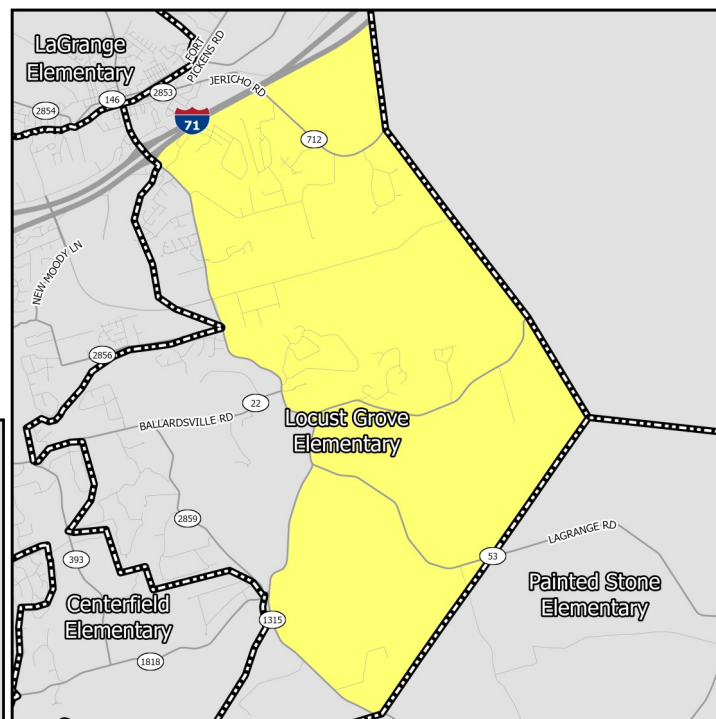 LaGrange
Elementary
FORT
PICKENS RD
2853
JERICHO RD
146
2854
71
712
NEW MOODY LN
2856
22
BALLARDSVILLE RD
Locust Grove
Elementary
2859
LAGRANGE RD
53
393
Painted Stone
Elementary
Centerfield
Elementary
1315
1818